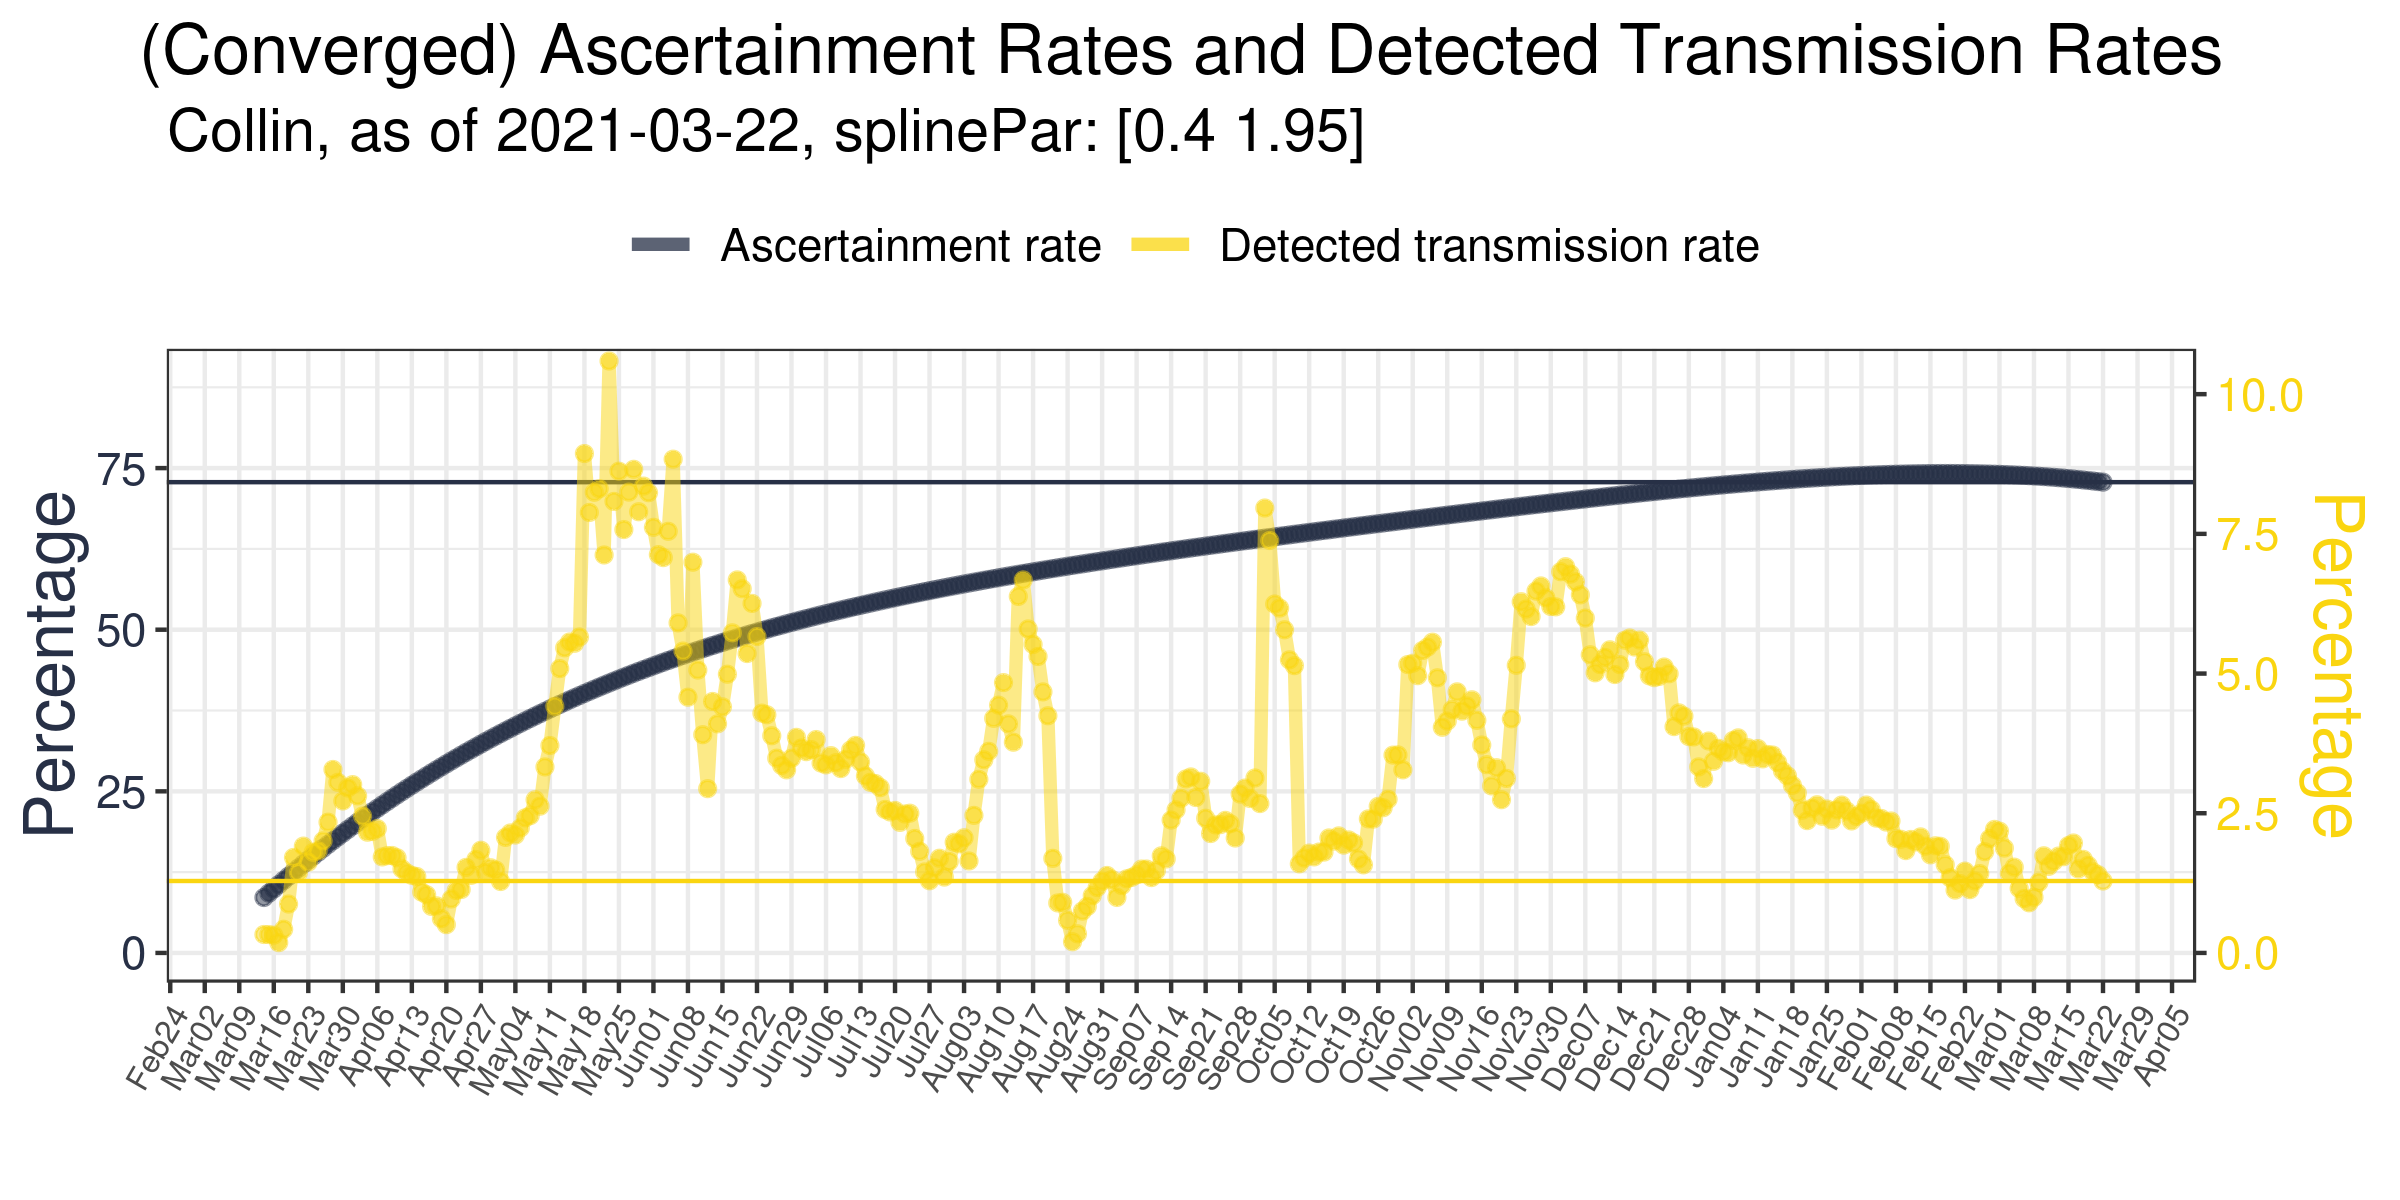 (Converged) Ascertainment Rates and Detected Transmission Rates
Collin, as of 2021-03-22, splinePar: [0.4 1.95]
Ascertainment rate
Detected transmission rate
Percentage
75
50
25
0
10.0
7.5
5.0
2.5
0.0
Percentage
Feb24
Mar02
Mar09
Mar16
Mar23
Mar30
Apr06
Apr13
Apr20
Apr27
May04
May11
May18
May25
Jun01
Jun08
Jun15
Jun22
Jun29
Jul06
Jul13
Jul20
Jul27
Aug03
Aug10
Aug17
Aug24
Aug31
Sep07
Sep14
Sep21
Sep28
Oct05
Oct12
Oct19
Oct26
Nov02
Nov09
Nov16
Nov23
Nov30
Dec07
Dec14
Dec21
Dec28
Jan04
Jan11
Jan18
Jan25
Feb01
Feb08
Feb15
Feb22
Mar01
Mar08
Mar15
Mar22
Mar29
Apr05